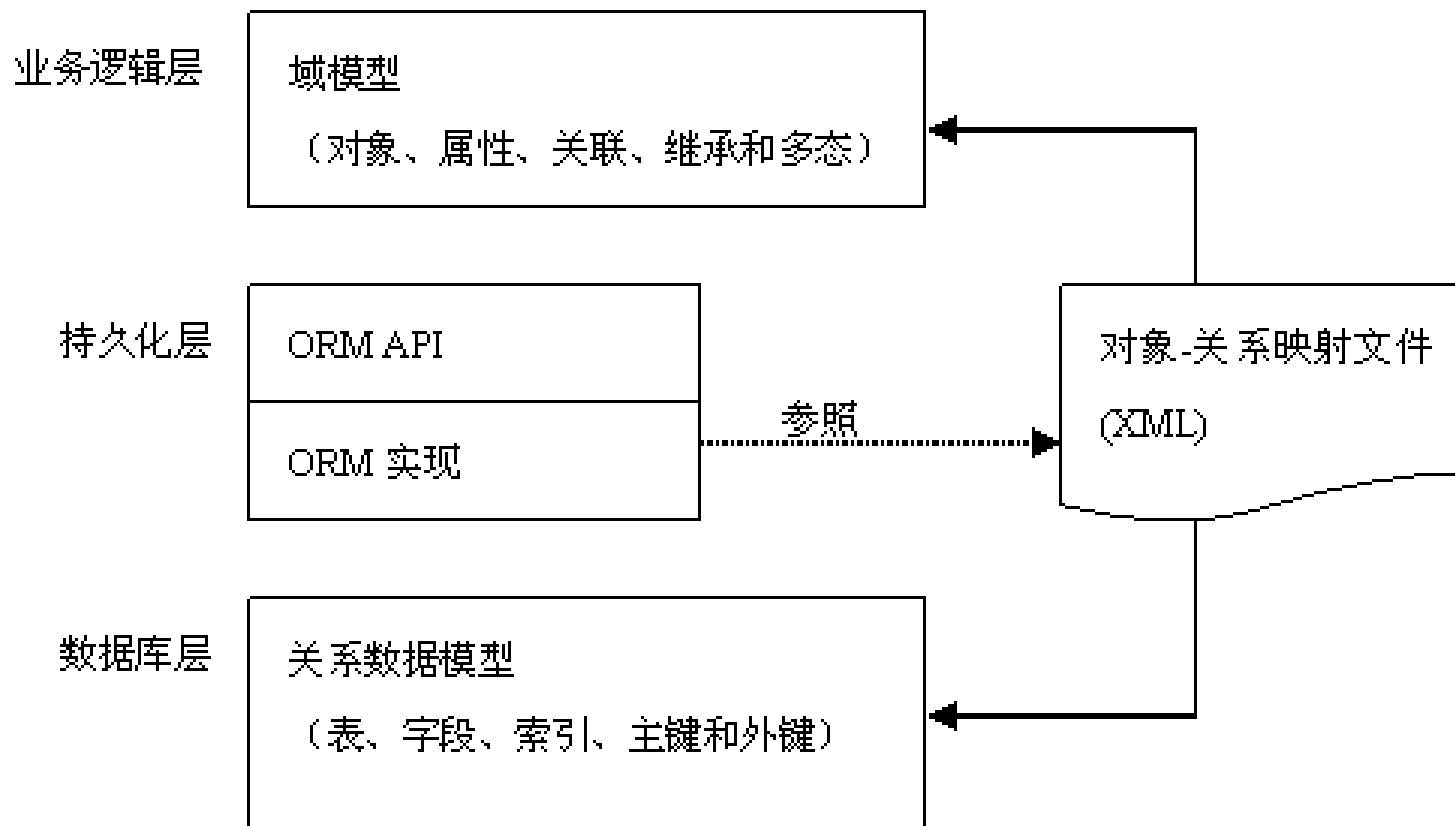 业务逻辑层
域模型
（对象、属性、关联、继承和多态）
持久化层
ORM API
ORM 实现
参照
对象-关系映射文件
(XML)
数据库层
关系数据模型
（表、字段、索引、主键和外键）